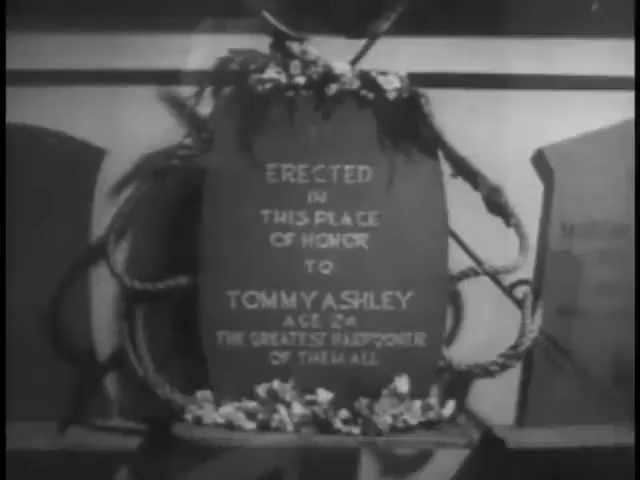 ERECTED
IN
THIS PLACE
OF HONOR
TO
TOMMY ASHLEY
AGE 24
THE GREATEST HARPOONER
OF THEM ALL